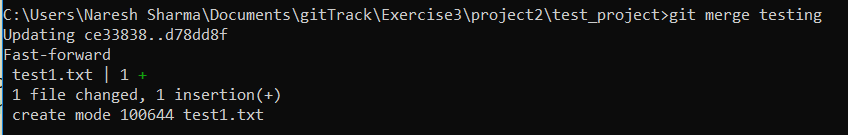 C:\Users\Naresh Sharma\Documents\gitTrack\Exercise3\project2\test_project>git merge testing
Updating ce33838..d78dd8f
Fast-forward
 test1.txt | 1 +
 1 file changed, 1 insertion(+)
 create mode 100644 test1.txt